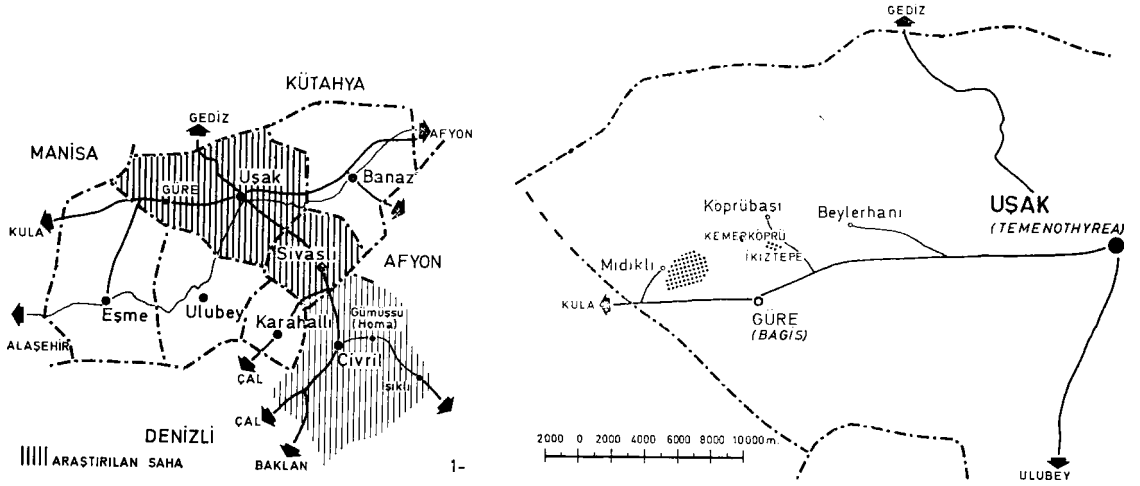 KÜTAHYA
GEDİZ
AFYON
MANİSA
Uşak
Banaz
GÜRE
KULA
Sivaslı
AFYON
Eşme
Ulubey
Karahallı
Gümüşsu
(Homa)
ALAŞEHİR
Çivril
ÇAL
Işıklı
ÇAL
DENİZLİ
BAKLAN
ARAŞTIRILAN SAHA
1-
GEDİZ
UŞAK
(TEMENOTHYREA)
Köprübaşı
Beylerhanı
KEMERKÖPRÜ
İKİZTEPE
Mıdıklı
KULA
GÜRE
(BAGIS)
2000 0 2000 4000 6000 8000 10000 m.
ULUBEY